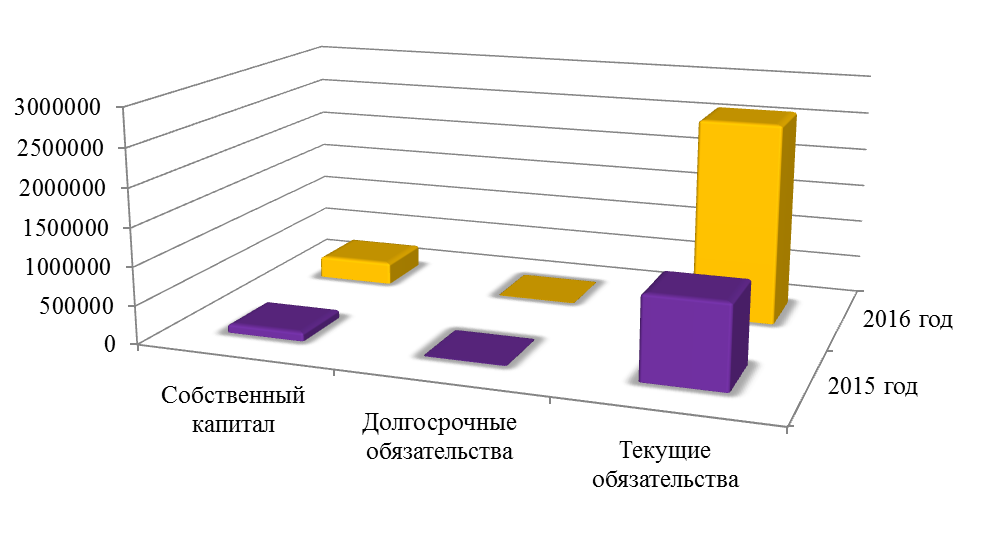 3000000
2500000
2000000
1500000
1000000
500000
0
2016 год
2015 год
Собственный
капитал
Долгосрочные
обязательства
Текущие
обязательства